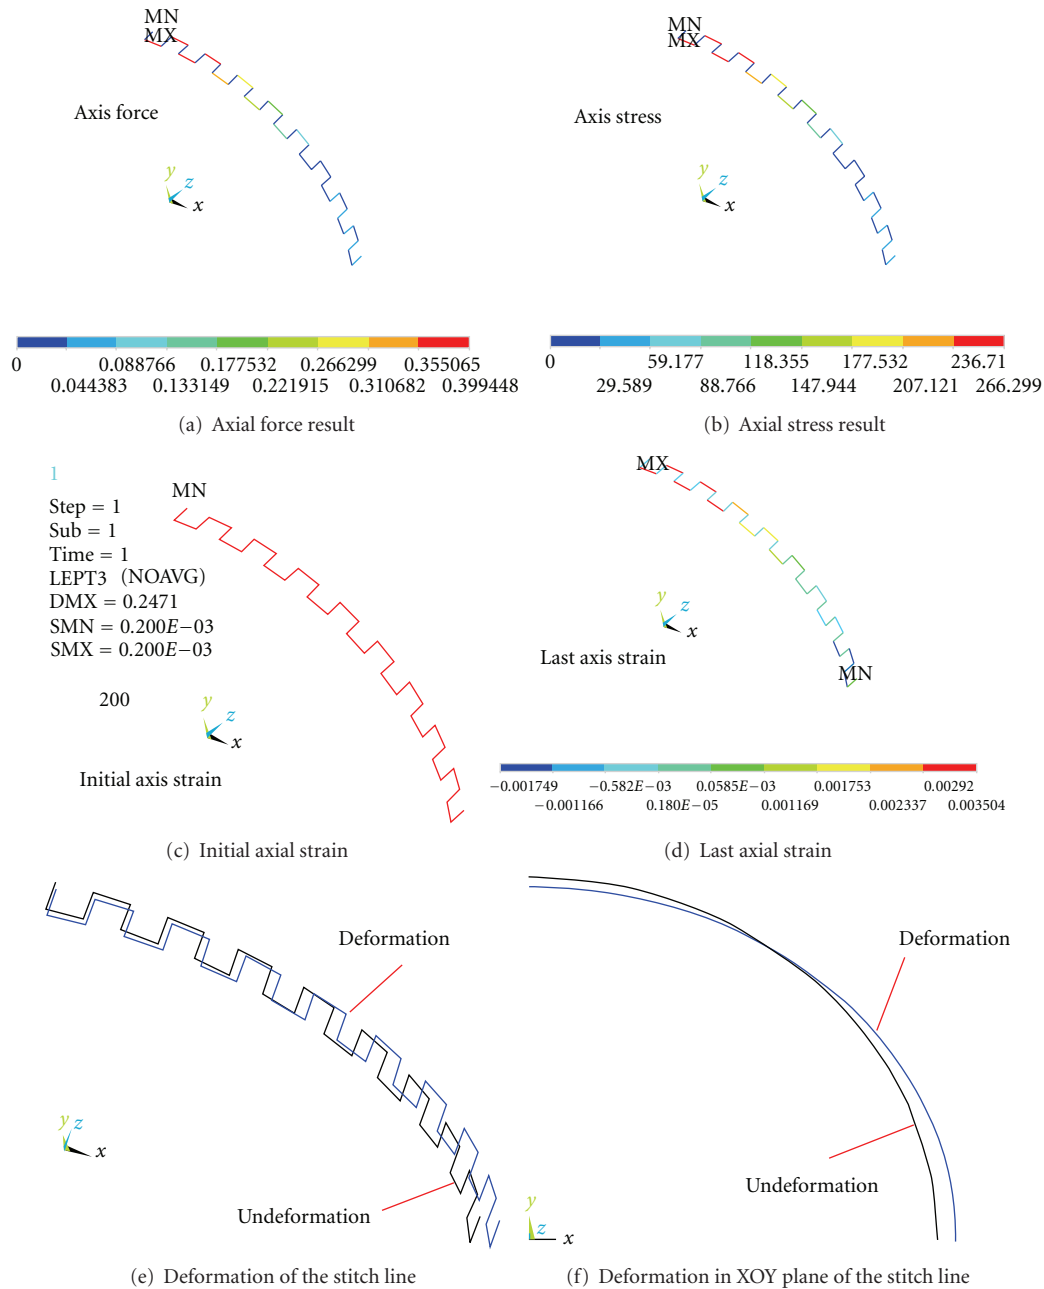 MN
MX
Axis force
y
z
x
0
0.088766
0.177532
0.266299
0.355065
0.044383
0.133149
0.221915
0.310682
0.399448
(a) Axial force result
MN
MX
Axis stress
y
z
x
0
59.177
118.355
177.532
236.71
29.589
88.766
147.944
207.121
266.299
(b) Axial stress result
1
MN
Step = 1
Sub = 1
Time = 1
LEPT3 (NOAVG)
DMX = 0.2471
SMN = 0.200E−03
SMX = 0.200E−03
200
y
z
x
Initial axis strain
(c) Initial axial strain
MX
y
z
x
Last axis strain
MN
−0.001749
−0.582E−03
0.0585E−03
0.001753
0.00292
−0.001166
0.180E−05
0.001169
0.002337
0.003504
(d) Last axial strain
Deformation
y
z
x
Undeformation
(e) Deformation of the stitch line
Deformation
Undeformation
y
z
x
(f) Deformation in XOY plane of the stitch line